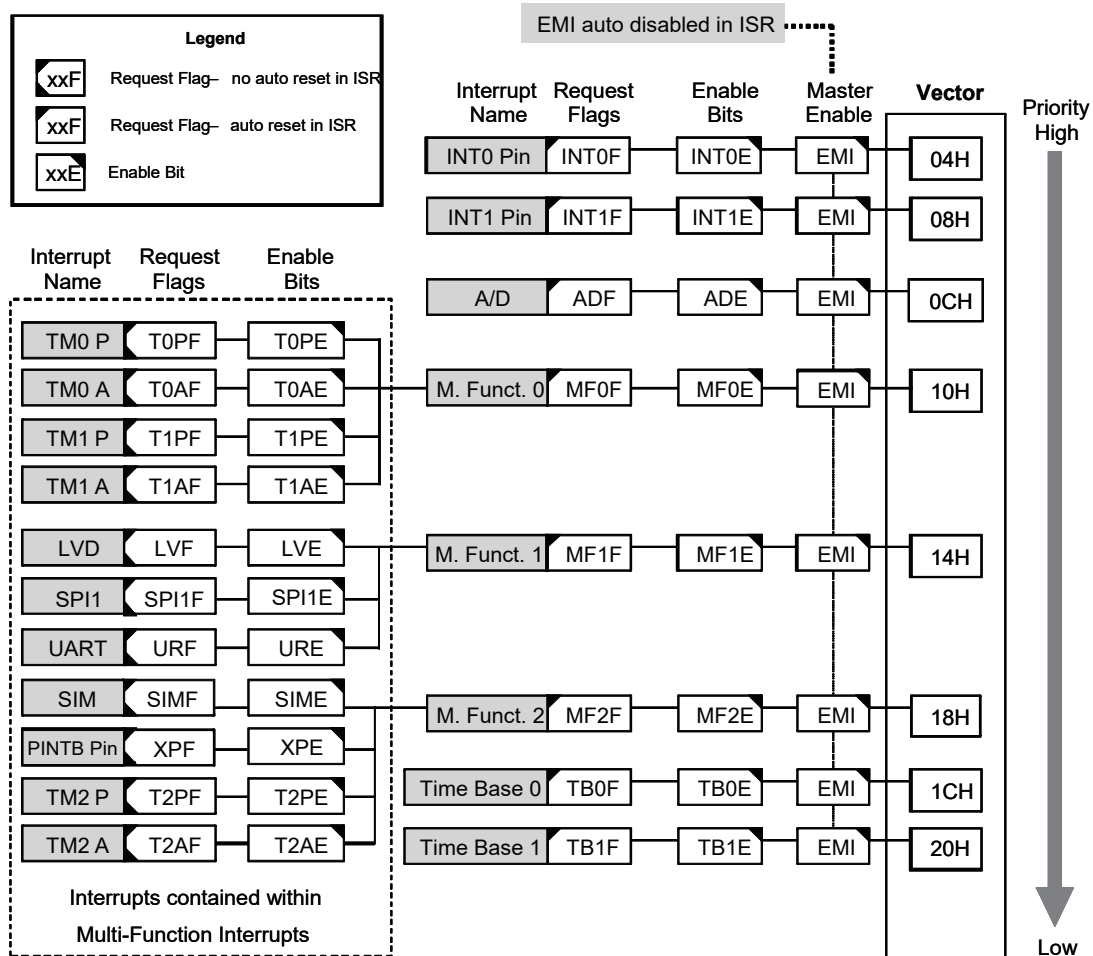 Legend
xxF Request Flag– no auto reset in ISR
xxF Request Flag– auto reset in ISR
xxE Enable Bit
EMI auto disabled in ISR
Interrupt Name Request Flags Enable Bits Master Enable Vector
Priority High
INT0 Pin INT0F INT0E EMI 04H
INT1 Pin INT1F INT1E EMI 08H
A/D ADF ADE EMI 0CH
M. Funct. 0 MF0F MF0E EMI 10H
M. Funct. 1 MF1F MF1E EMI 14H
M. Funct. 2 MF2F MF2E EMI 18H
Time Base 0 TB0F TB0E EMI 1CH
Time Base 1 TB1F TB1E EMI 20H
Low
Interrupt Name Request Flags Enable Bits
TM0 P T0PF T0PE
TM0 A T0AF T0AE
TM1 P T1PF T1PE
TM1 A T1AF T1AE
LVD LVF LVE
SPI1 SPI1F SPI1E
UART URF URE
SIM SIMF SIME
PINTB Pin XPF XPE
TM2 P T2PF T2PE
TM2 A T2AF T2AE
Interrupts contained within
Multi-Function Interrupts